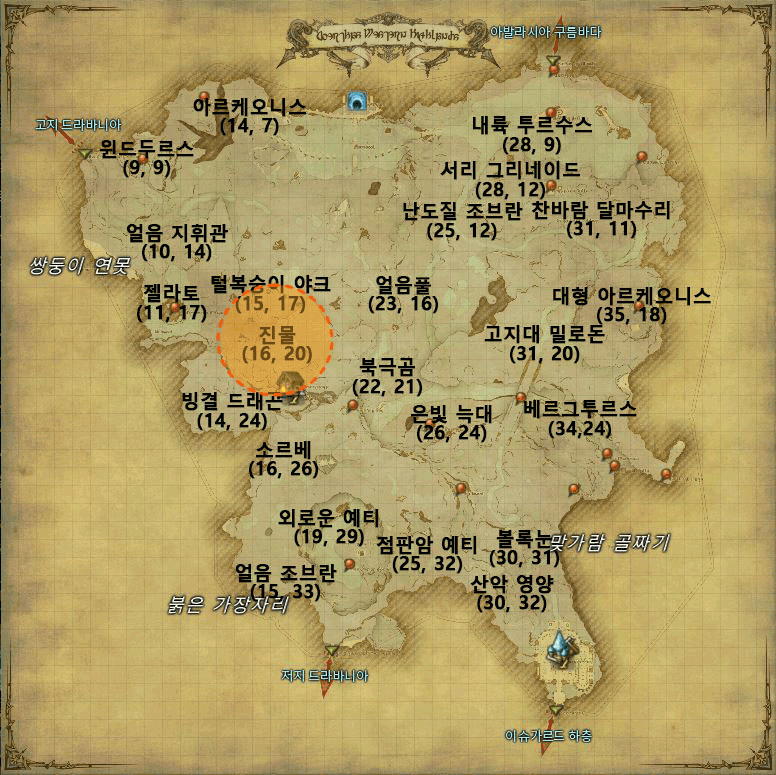 아발라시아 구름바다
고지 드라바니아
아르케오니스
(14, 7)
윈드두르스
(9, 9)
내륙 투르수스
(28, 9)
서리 그리네이드
(28, 12)
난도질 조브란
(25, 12)
찬바람 달마수리
(31, 11)
얼음 지휘관
(10, 14)
쌍둥이 연못
젤라토
(11, 17)
털복숭이 야크
(15, 17)
얼음풀
(23, 16)
대형 아르케오니스
(35, 18)
진물
(16, 20)
고지대 밀로돈
(31, 20)
북극곰
(22, 21)
빙결 드래곤
(14, 24)
은빛 늑대
(26, 24)
베르그투르스
(34,24)
소르베
(16, 26)
외로운 예티
(19, 29)
점판암 예티
(25, 32)
볼록눈
(30, 31)
맞가람 골짜기
얼음 조브란
(15, 33)
붉은 가장자리
산악 영양
(30, 32)
저지 드라바니아
이슈가르드 하층